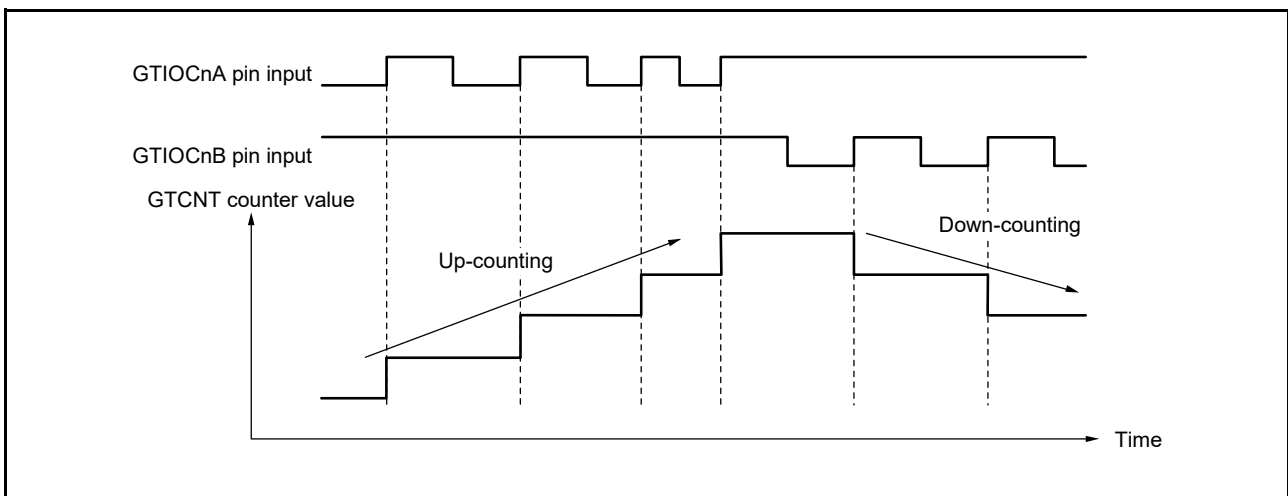 GTIOCnA pin input
GTIOCnB pin input
GTCNT counter value
Down-counting
Up-counting
Time